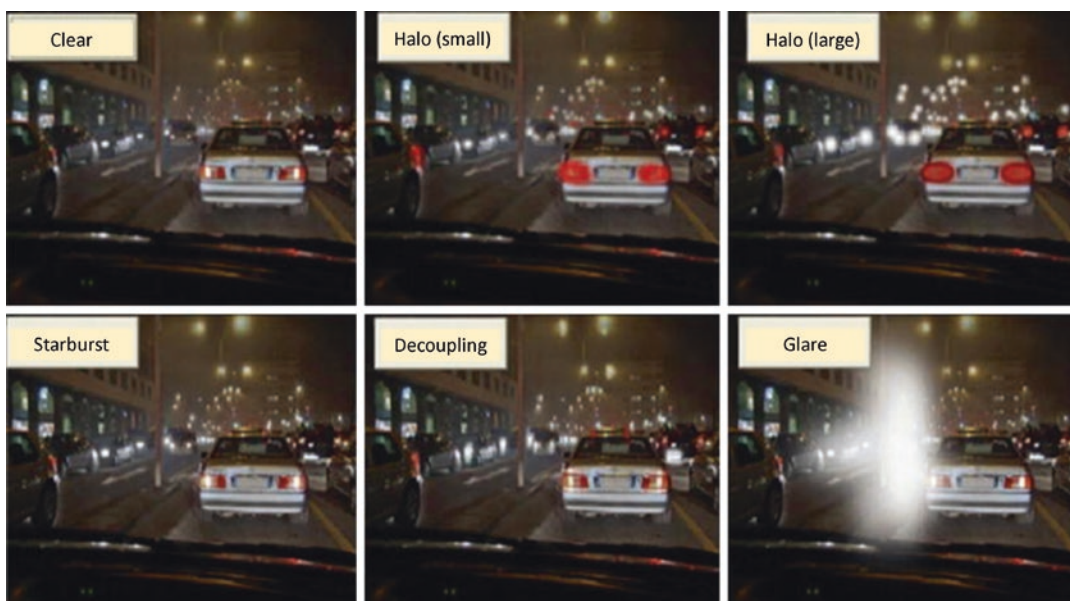 Clear
Halo (small)
Halo (large)
Starburst
Decoupling
Glare